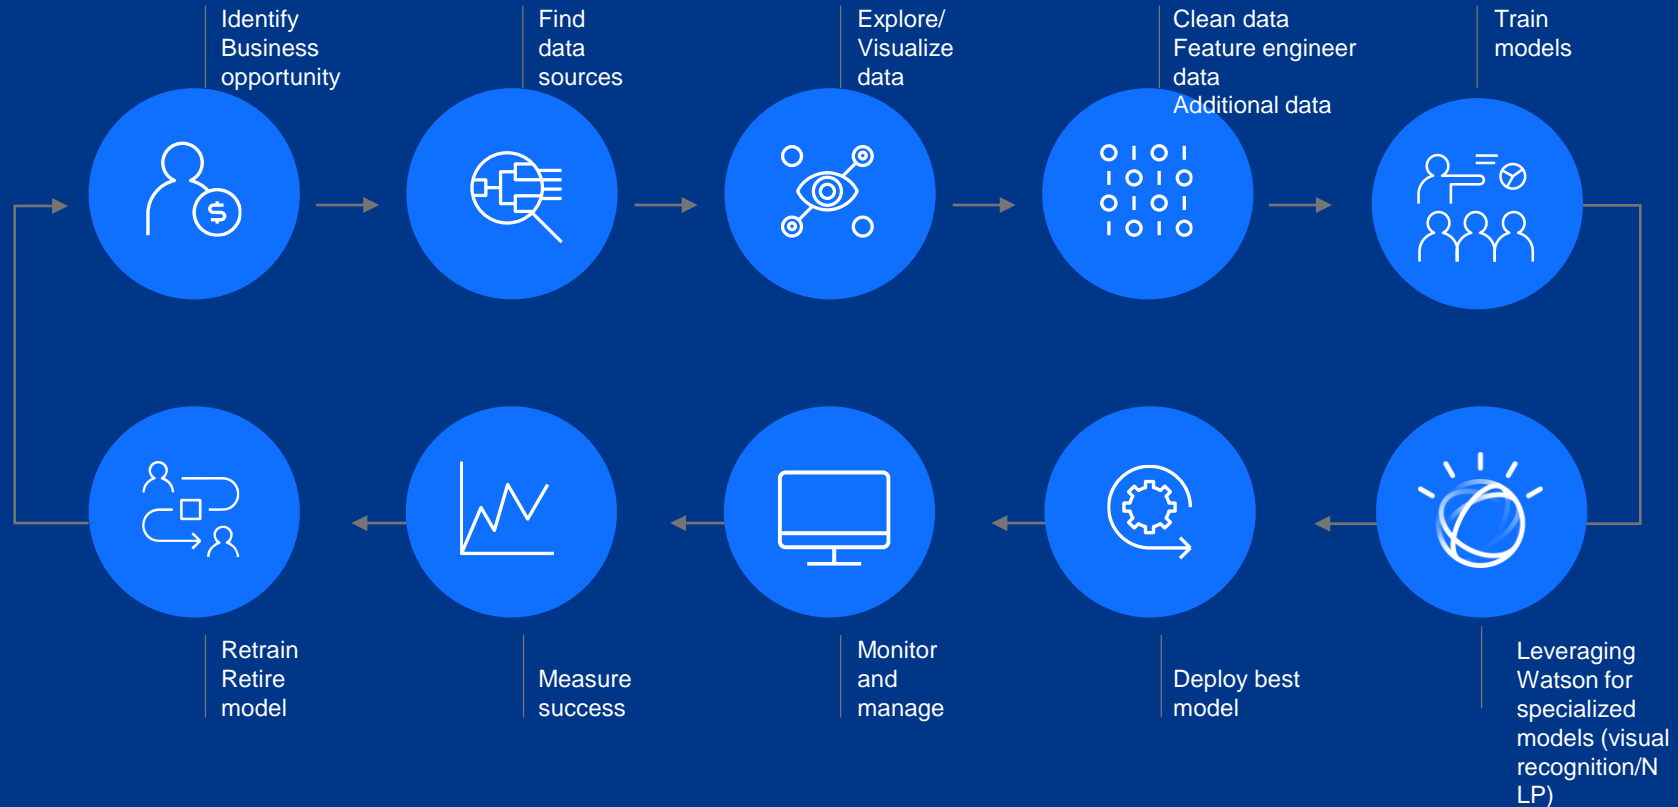 Identify
Business
opportunity
Find
data
sources
Explore/
Visualize
data
Clean data
Feature engineer
data
Additional data
Train
models
$
Retrain
Retire
model
Measure
success
Monitor
and
manage
Deploy best
model
Leveraging
Watson for
specialized
models (visual
recognition/N
LP)